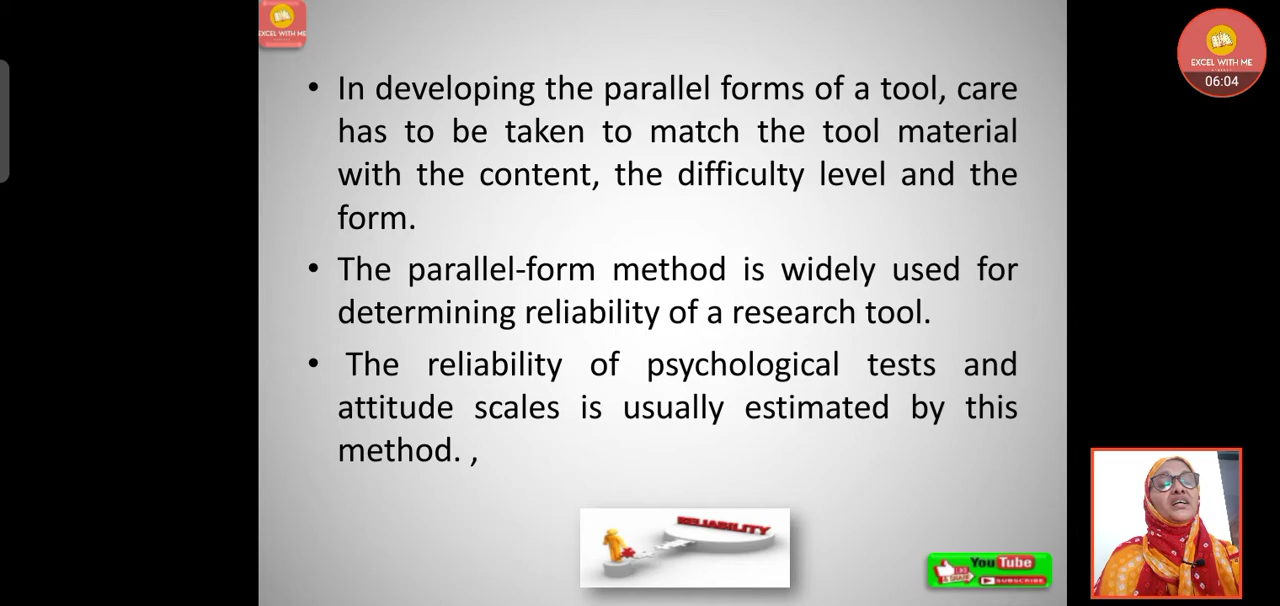 EXCEL WITH ME
EXCEL WITH ME
06:04
• In developing the parallel forms of a tool, care
has to be taken to match the tool material
with the content, the difficulty level and the
form.
• The parallel-form method is widely used for
determining reliability of a research tool.
• The reliability of psychological tests and
attitude scales is usually estimated by this
method. ,
RELIABILITY
YouTube
SUBSCRIBE